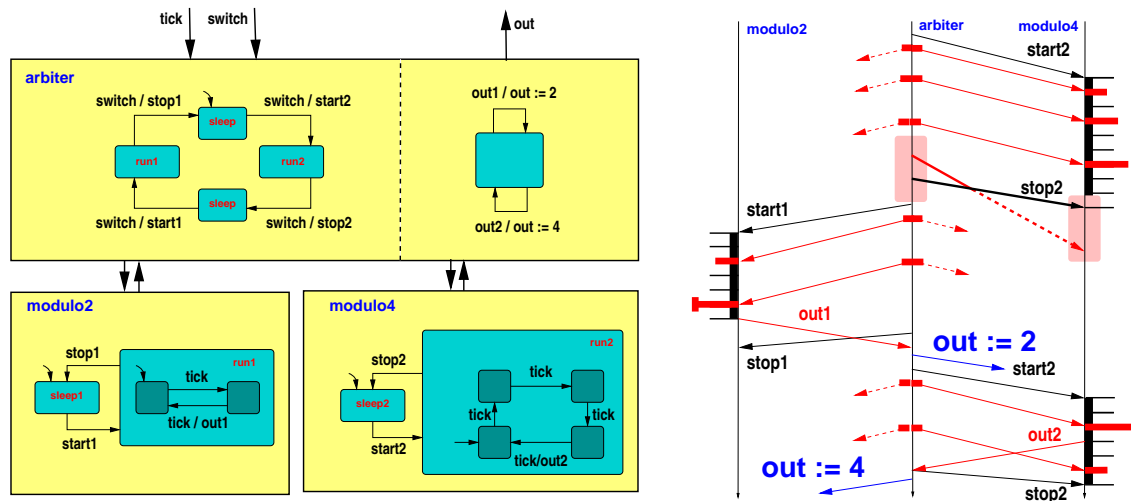 tick
switch
out
arbiter
switch / stop1
switch / start2
sleep
run1
run2
sleep
switch / start1
switch / stop2
out1 / out := 2
out2 / out := 4
modulo2
stop1
run1
tick
sleep1
tick / out1
start1
modulo4
stop2
run2
tick
sleep2
tick
tick
start2
tick/out2
modulo2
arbiter
modulo4
start2
stop2
start1
out1
stop1
out := 2
start2
out2
out := 4
stop2